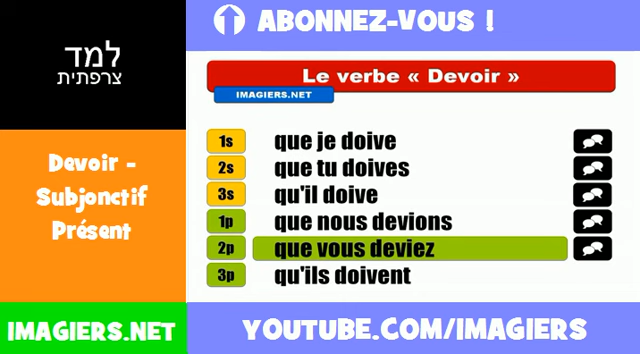 למד
צרפתית
Devoir -
Subjonctif
Présent
IMAGIERS.NET
ABONNEZ-VOUS !
Le verbe « Devoir »
IMAGIERS.NET
1s que je doive
2s que tu doives
3s qu'il doive
1p que nous devions
2p que vous deviez
3p qu'ils doivent
YOUTUBE.COM/IMAGIERS